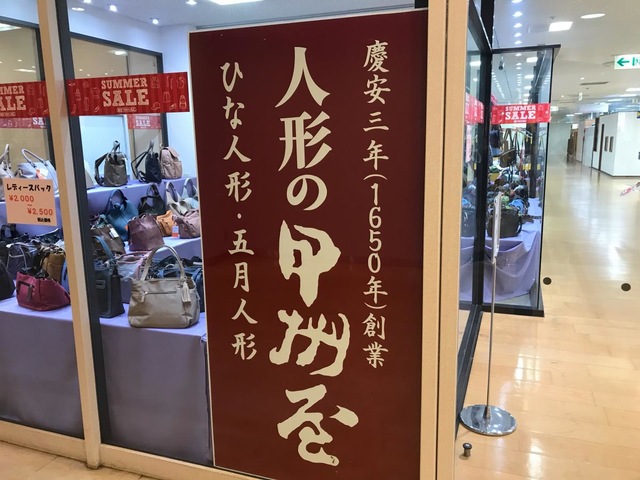 慶安三年(1650年)創業
人形の甲州屋
ひな人形・五月人形
SUMMER
SALE
SUMMER
SALE
SUMMER
SALE
レディースバック
¥2,000
~
¥2,500